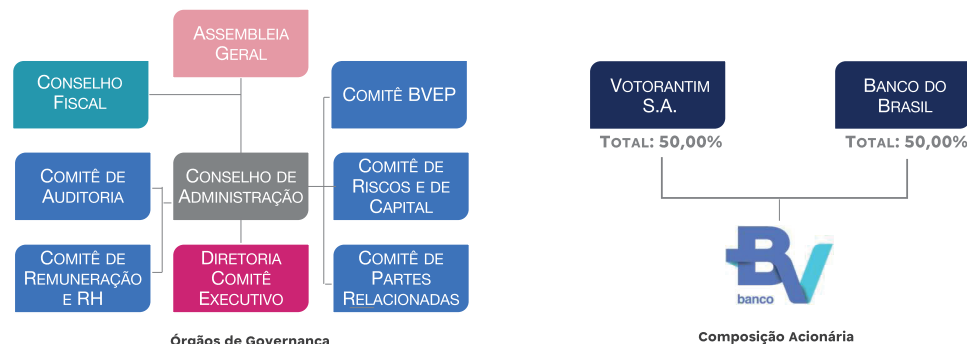 ASSEMBLEIA
GERAL
CONSELHO
FISCAL
COMITÊ BVEP
COMITÊ DE
AUDITORIA
CONSELHO DE
ADMINISTRAÇÃO
COMITÊ DE
RISCOS E DE
CAPITAL
COMITÊ DE
REMUNERAÇÃO
E RH
DIRETORIA
COMITÊ
EXECUTIVO
COMITÊ DE
PARTES
RELACIONADAS
Órgãos de Governança
VOTORANTIM
S.A.
TOTAL: 50,00%
BANCO DO
BRASIL
TOTAL: 50,00%
BV
banco
Composição Acionária